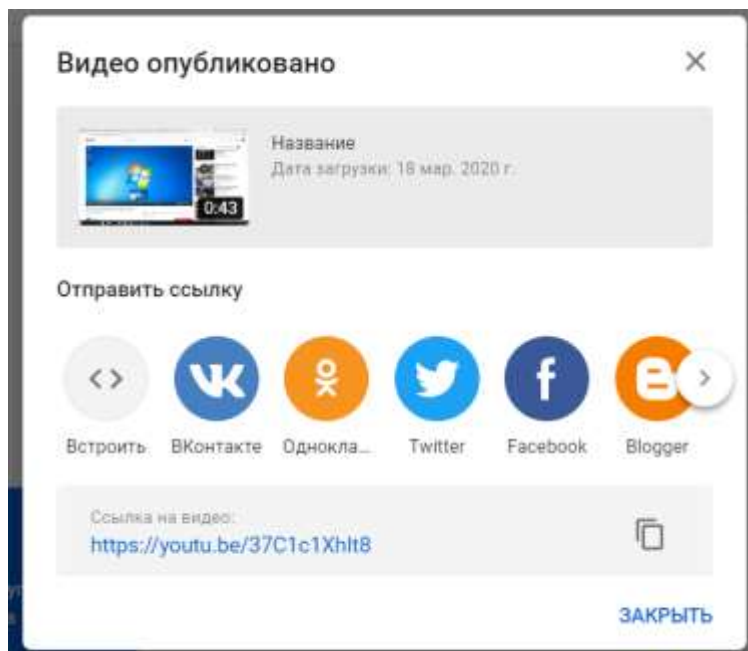 Видео опубликовано
Название
Дата загрузки: 18 мар. 2020 г.
0:43
Отправить ссылку
Встроить ВКонтакте Однокла... Twitter Facebook Blogger
Ссылка на видео:
https://youtu.be/37C1c1Xhlt8
ЗАКРЫТЬ